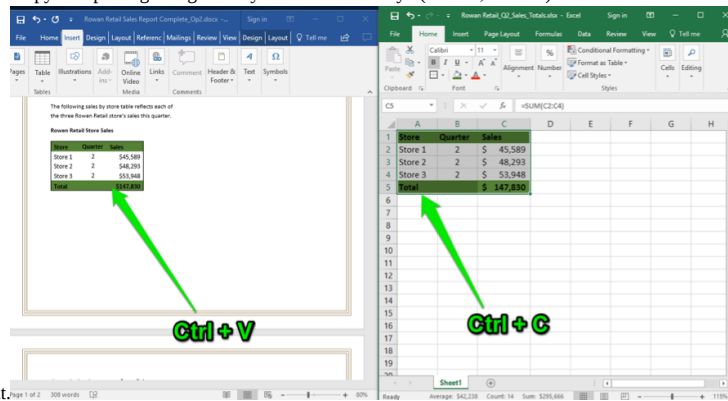 Rowan Retail Sales Report Complete_Op2.docx -... Sign in
File Home Insert Design Layout Referenc Mailings Review View Design Layout Tell me
Pages Table Illustrations Add-ins Online Video Links Comment Header & Footer Text Symbols
Tables Media Comments
The following sales by store table reflects each of
the three Rowan Retail store's sales this quarter.
Rowan Retail Store Sales
Store Quarter Sales
Store 1 2 $45,589
Store 2 2 $48,293
Store 3 2 $53,948
Total $147,830
Ctrl + V
Page 1 of 2 308 words 80%
Rowan Retail_Q2_Sales_Totals.xlsx - Excel Sign in
File Home Insert Page Layout Formulas Data Review View Tell me
Paste Calibri 11 Alignment Number Conditional Formatting Cells Editing
B I U A A Format as Table
A Cell Styles
Clipboard Font Styles
C5 fx =SUM(C2:C4)
A B C D E F G H
1 Store Quarter Sales
2 Store 1 2 $ 45,589
3 Store 2 2 $ 48,293
4 Store 3 2 $ 53,948
5 Total $ 147,830
6
7
8
9
10
11
12
13
14
15
16
17
18
19
Ctrl + C
Sheet1
Ready Average: $42,238 Count: 14 Sum: $295,666 115%